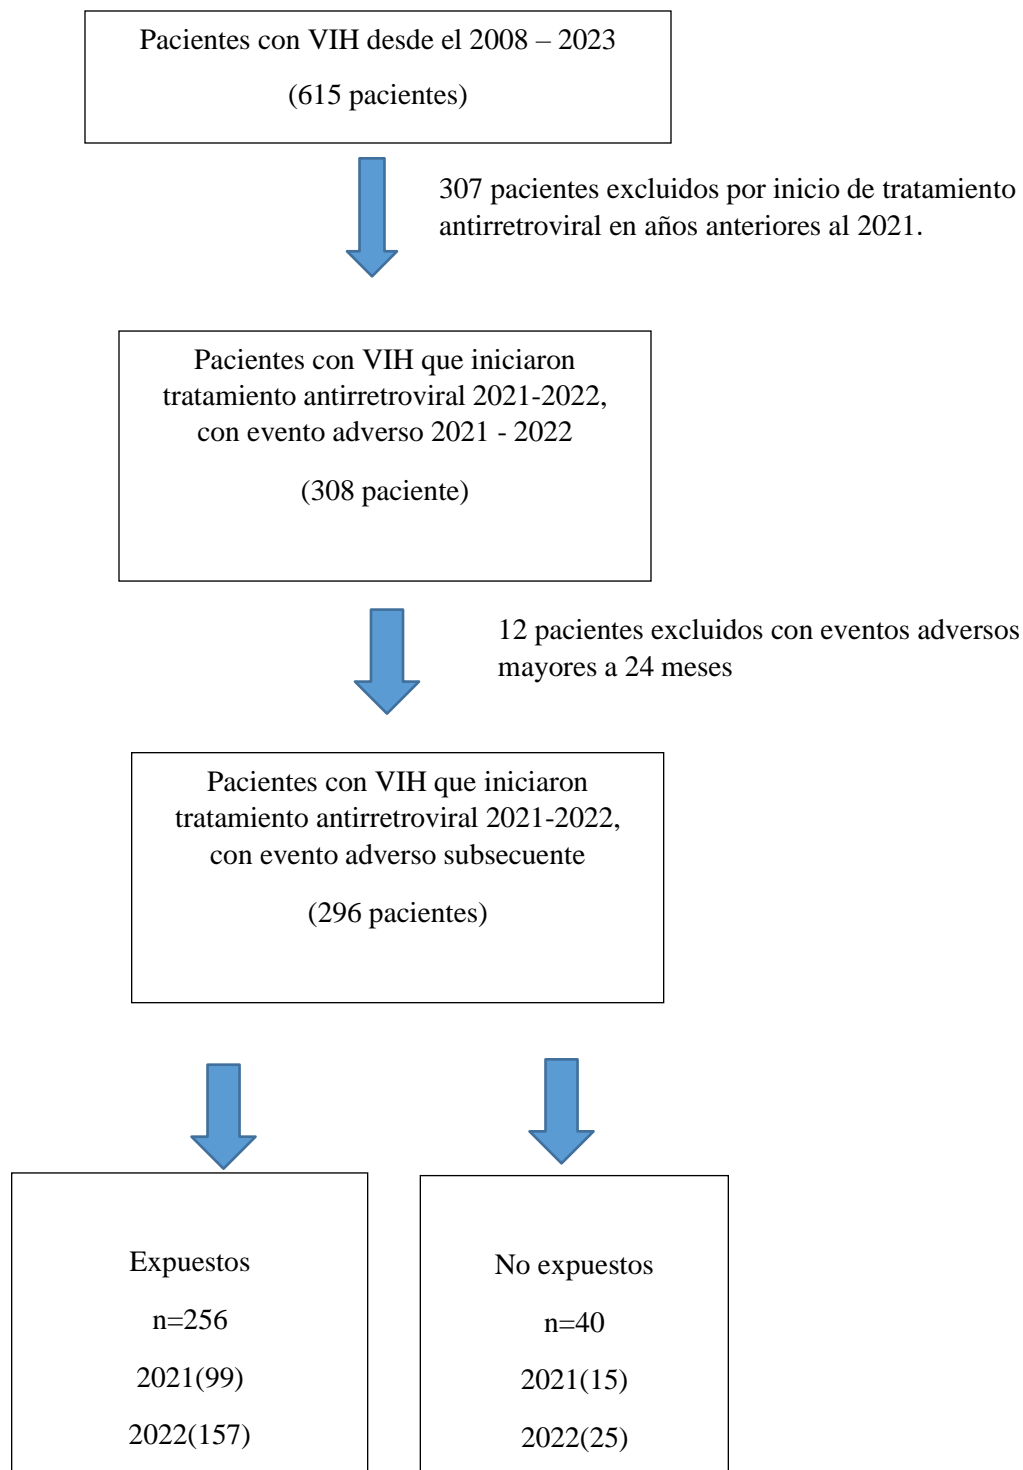 Pacientes con VIH desde el 2008 – 2023
(615 pacientes)
307 pacientes excluidos por inicio de tratamiento
antirretroviral en años anteriores al 2021.
Pacientes con VIH que iniciaron
tratamiento antirretroviral 2021-2022,
con evento adverso 2021 - 2022
(308 paciente)
12 pacientes excluidos con eventos adversos
mayores a 24 meses
Pacientes con VIH que iniciaron
tratamiento antirretroviral 2021-2022,
con evento adverso subsecuente
(296 pacientes)
Expuestos
n=256
2021(99)
2022(157)
No expuestos
n=40
2021(15)
2022(25)